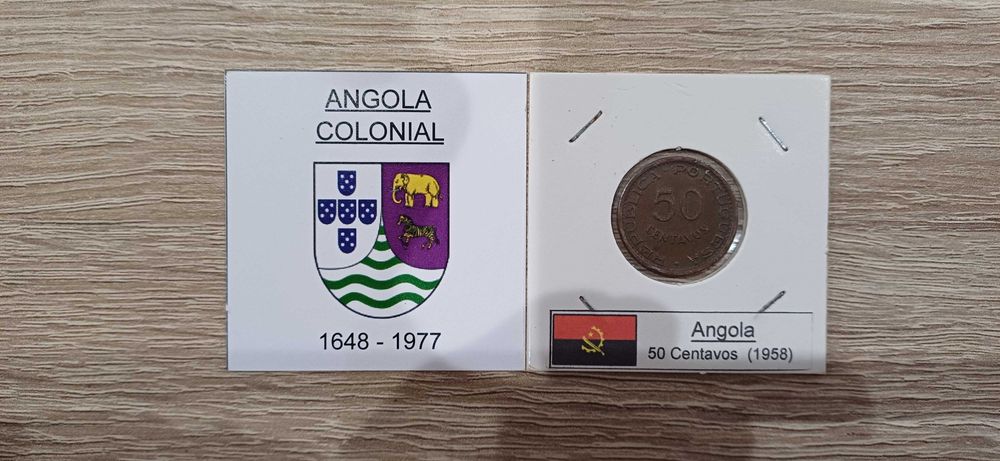 ANGOLA
COLONIAL
1648 - 1977
REPUBLICA PORTUGUESA
50
CENTAVOS
Angola
50 Centavos (1958)